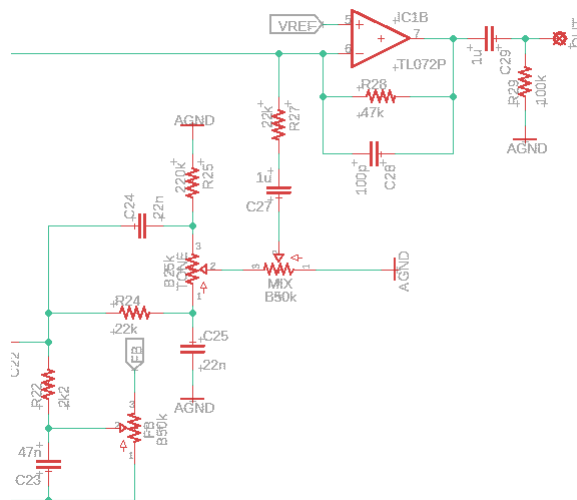 VREF
5
6
7
IC1B
TL072P
1u
C29
R29
100k
AGND
R28
47k
100p
C28
22k
R27
1u
C27
AGND
220k
R25
C24
22n
3
2
1
B25k
TONE
3
2
1
MIX
B50k
AGND
R24
22k
C25
22n
AGND
C22
FB
R22
2k2
3
2
1
FB
B50k
47n
C23